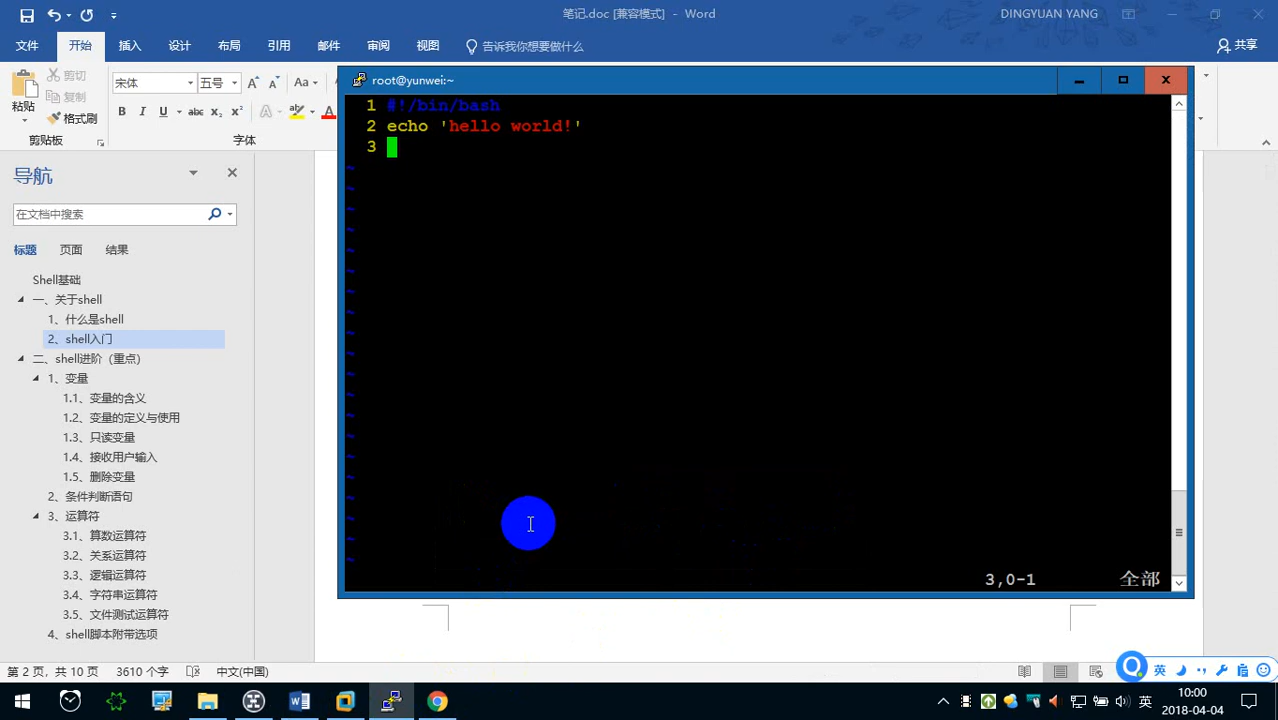 笔记.doc [兼容模式] - Word
DINGYUAN YANG
文件 开始 插入 设计 布局 引用 邮件 审阅 视图 告诉我你想要做什么 共享
粘贴
剪切
复制
格式刷
剪贴板
宋体 五号
字体
root@yunwei:~
1 #!/bin/bash
2 echo 'hello world!'
3
3,0-1 全部
导航
在文档中搜索
标题 页面 结果
Shell基础
一、关于shell
1、什么是shell
2、shell入门
二、shell进阶（重点）
1、变量
1.1、变量的含义
1.2、变量的定义与使用
1.3、只读变量
1.4、接收用户输入
1.5、删除变量
2、条件判断语句
3、运算符
3.1、算数运算符
3.2、关系运算符
3.3、逻辑运算符
3.4、字符串运算符
3.5、文件测试运算符
4、shell脚本附带选项
第 2 页，共 10 页 3610 个字 中文(中国)
英
英
10:00
2018-04-04